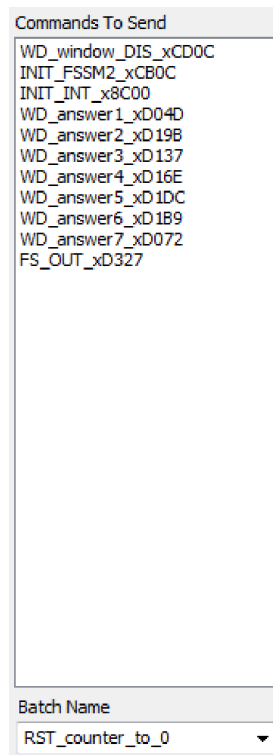 Commands To Send
WD_window_DIS_xCD0C
INIT_FSSM2_xCB0C
INIT_INT_x8C00
WD_answer1_xD04D
WD_answer2_xD19B
WD_answer3_xD137
WD_answer4_xD16E
WD_answer5_xD1DC
WD_answer6_xD1B9
WD_answer7_xD072
FS_OUT_xD327
Batch Name
RST_counter_to_0